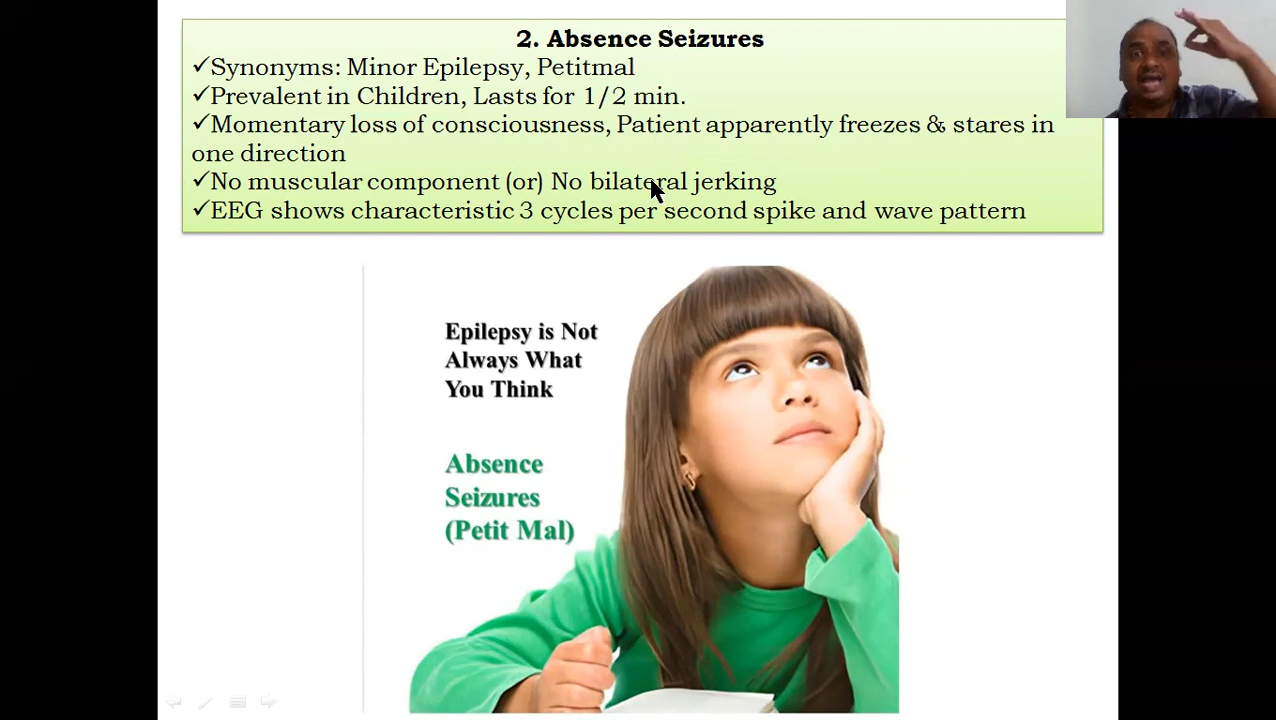 2. Absence Seizures
✓Synonyms: Minor Epilepsy, Petitmal
✓Prevalent in Children, Lasts for 1/2 min.
✓Momentary loss of consciousness, Patient apparently freezes & stares in
one direction
✓No muscular component (or) No bilateral jerking
✓EEG shows characteristic 3 cycles per second spike and wave pattern
Epilepsy is Not
Always What
You Think
Absence
Seizures
(Petit Mal)